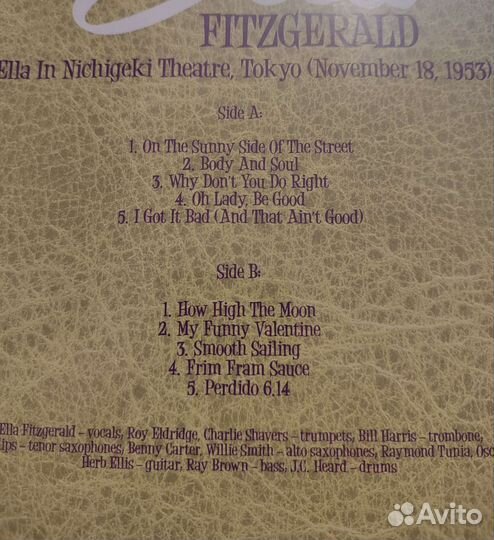 FITZGERALD
Ella In Nichigeki Theatre, Tokyo (November 18, 1953)
Side A:
1. On The Sunny Side Of The Street
2. Body And Soul
3. Why Don't You Do Right
4. Oh Lady, Be Good
5. I Got It Bad (And That Ain't Good)
Side B:
1. How High The Moon
2. My Funny Valentine
3. Smooth Sailing
4. Frim Fram Sauce
5. Perdido 6.14
Ella Fitzgerald – vocals; Roy Eldridge, Charlie Shavers – trumpets, Bill Harris – trombone;
lips – tenor saxophones; Benny Carter, Willie Smith – alto saxophones, Raymond Tunia, Osc
Herb Ellis – guitar, Ray Brown – bass; J.C. Heard – drums
Avito